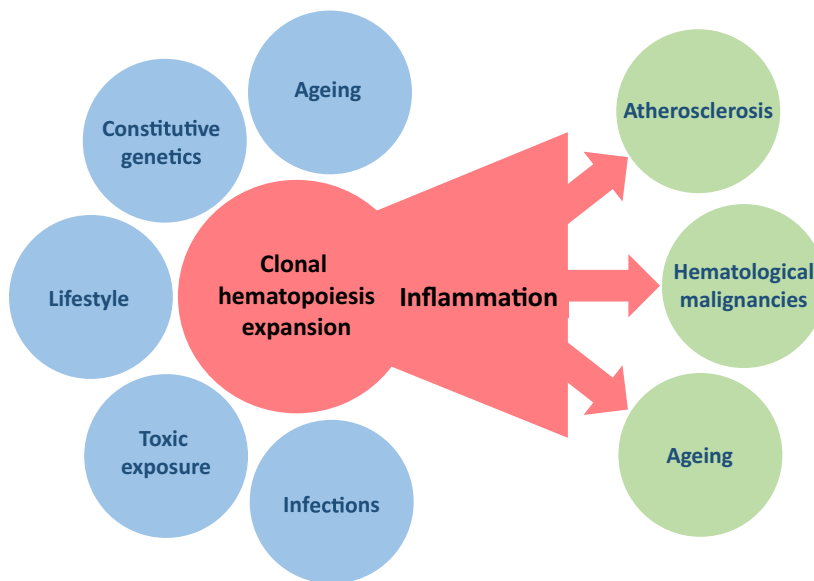 Ageing
Constitutive
genetics
Lifestyle
Toxic
exposure
Infections
Clonal
hematopoiesis
expansion
Inflammation
Atherosclerosis
Hematological
malignancies
Ageing